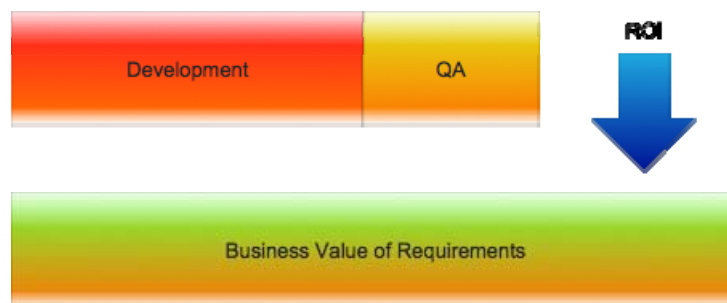 Development
QA
ROI
Business Value of Requirements